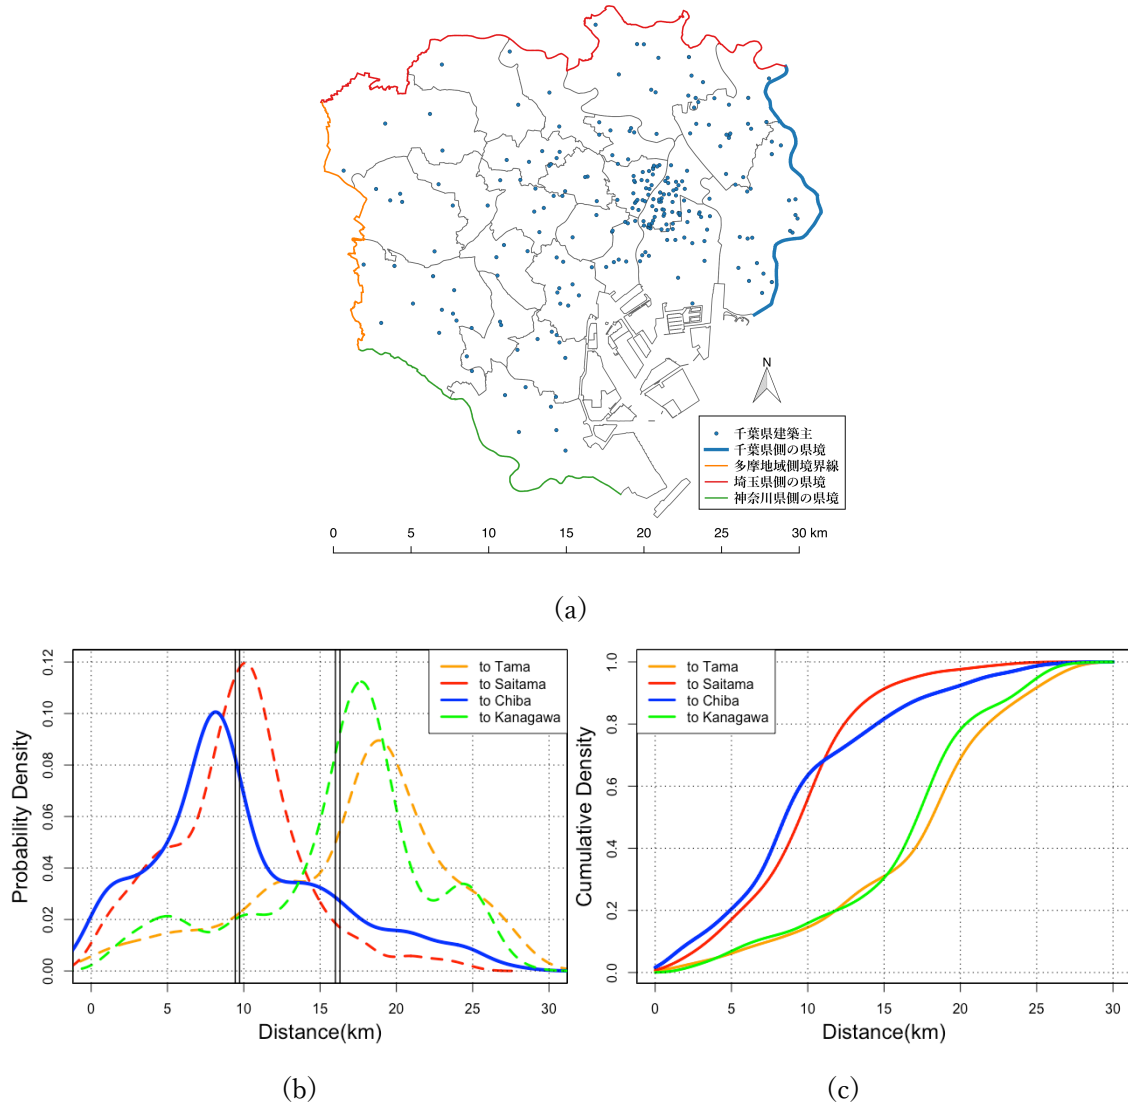 N
千葉県建築主
千葉県側の県境
多摩地域側境界線
埼玉県側の県境
神奈川県側の県境
0 5 10 15 20 25 30 km
(a)
to Tama
to Saitama
to Chiba
to Kanagawa
0.12
0.10
0.08
0.06
0.04
0.02
0.00
Probability Density
0 5 10 15 20 25 30
Distance(km)
(b)
to Tama
to Saitama
to Chiba
to Kanagawa
1.0
0.8
0.6
0.4
0.2
0.0
Cumulative Density
0 5 10 15 20 25 30
Distance(km)
(c)